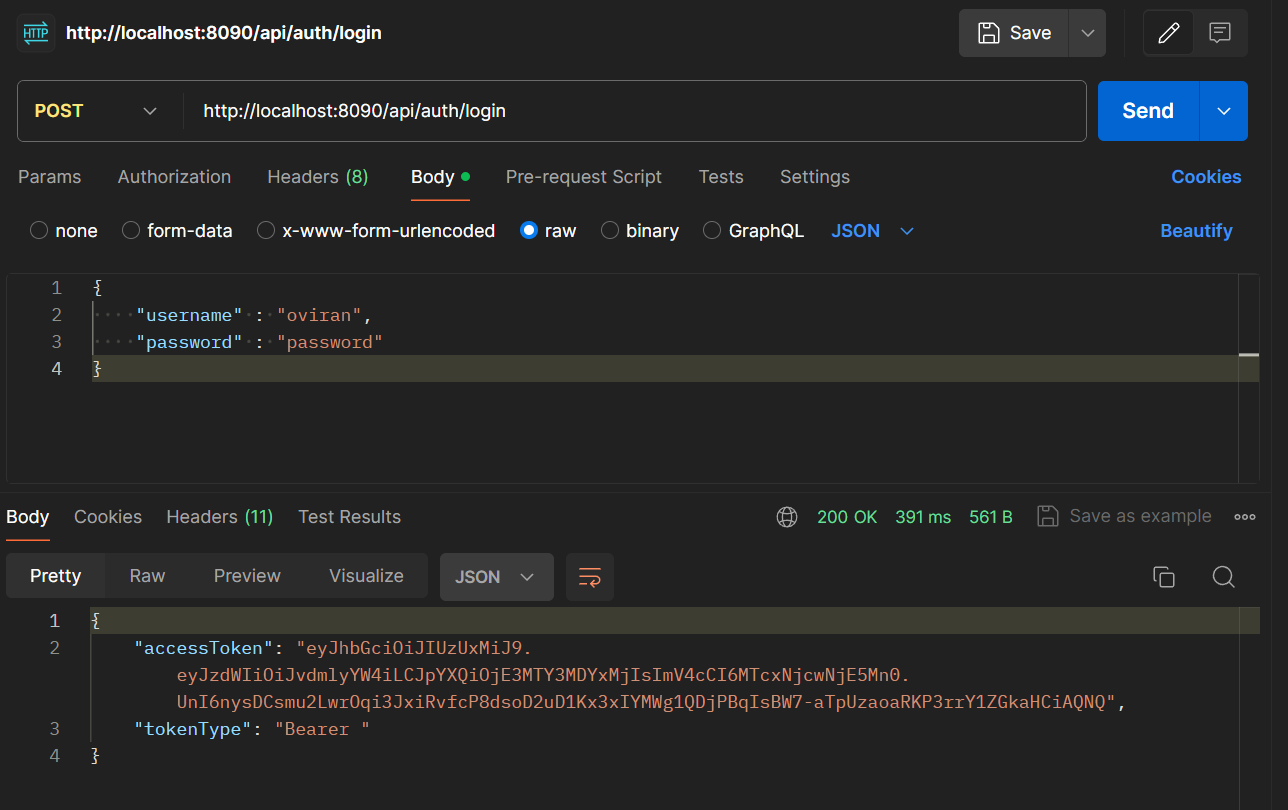 HTTP http://localhost:8090/api/auth/login Save
POST http://localhost:8090/api/auth/login Send
Params Authorization Headers (8) Body Pre-request Script Tests Settings Cookies
none form-data x-www-form-urlencoded raw binary GraphQL JSON Beautify
1 {
2 "username" : "oviran",
3 "password" : "password"
4 }
Body Cookies Headers (11) Test Results 200 OK 391 ms 561 B Save as example
Pretty Raw Preview Visualize JSON
1 {
2 "accessToken": "eyJhbGciOiJIUzUxMiJ9.
eyJzdWIiOiJvdmlyYW4iLCJpYXQiOjE3MTY3MDYxMjIsImV4cCI6MTcxNjcwNjE5Mn0.
UnI6nysDCsmu2LwrOqi3JxiRvfcP8dsoD2uD1Kx3xIYMWg1QDjPBqIsBW7-aTpUzaoaRKP3rrY1ZGkaHCiAQNQ",
3 "tokenType": "Bearer "
4 }